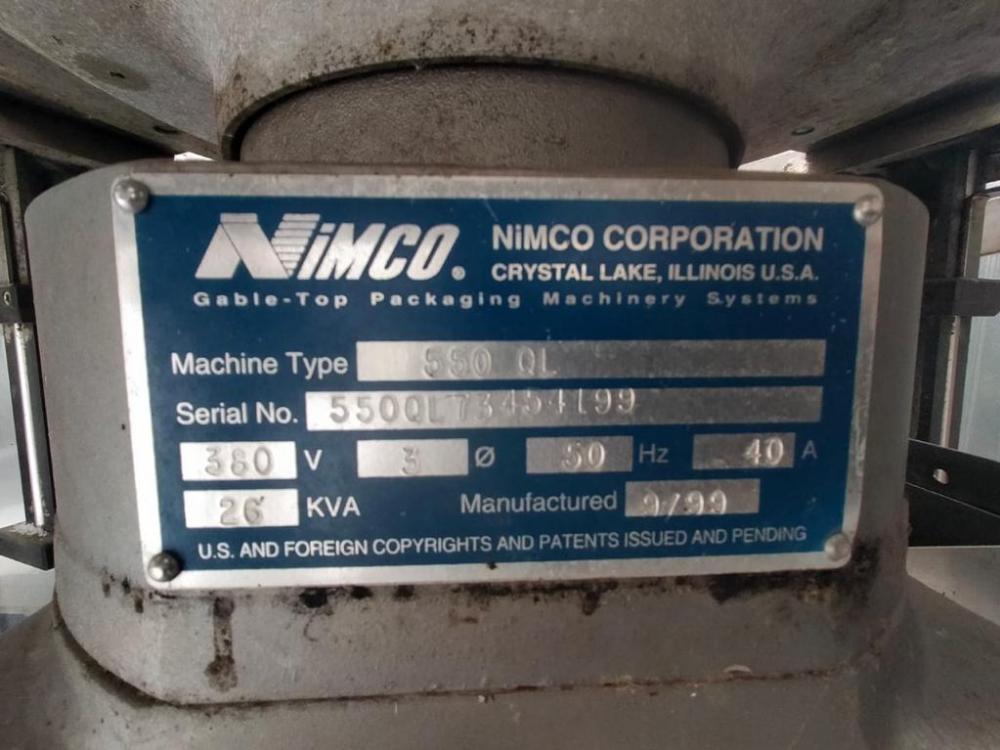 NiMCO®
NiMCO CORPORATION
CRYSTAL LAKE, ILLINOIS U.S.A.
Gable-Top Packaging Machinery Systems
Machine Type 550 QL
Serial No. 550QL73454199
380 V 3 Ø 50 Hz 40 A
26 KVA Manufactured 9/99
U.S. AND FOREIGN COPYRIGHTS AND PATENTS ISSUED AND PENDING